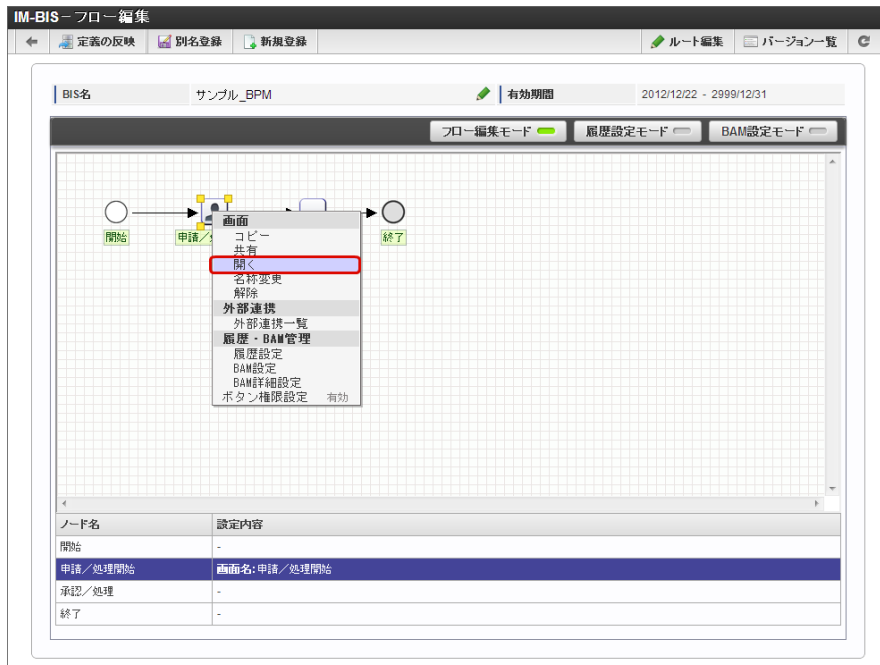 IM-BIS－フロー編集
定義の反映 別名登録 新規登録 ルート編集 バージョン一覧
BIS名 サンプル_BPM 有効期間 2012/12/22 - 2999/12/31
フロー編集モード 履歴設定モード BAM設定モード
開始 申請／ 終了
画面
コピー
共有
開く
名称変更
解除
外部連携
外部連携一覧
履歴・BAM管理
履歴設定
BAM設定
BAM詳細設定
ボタン権限設定 有効
ノード名 設定内容
開始 -
申請／処理開始 画面名:申請／処理開始
承認／処理 -
終了 -